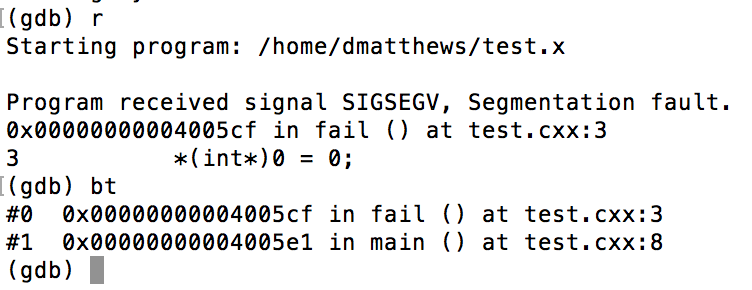 (gdb) r
Starting program: /home/dmatthews/test.x
Program received signal SIGSEGV, Segmentation fault.
0x00000000004005cf in fail () at test.cxx:3
3           *(int*)0 = 0;
(gdb) bt
#0  0x00000000004005cf in fail () at test.cxx:3
#1  0x00000000004005e1 in main () at test.cxx:8
(gdb)